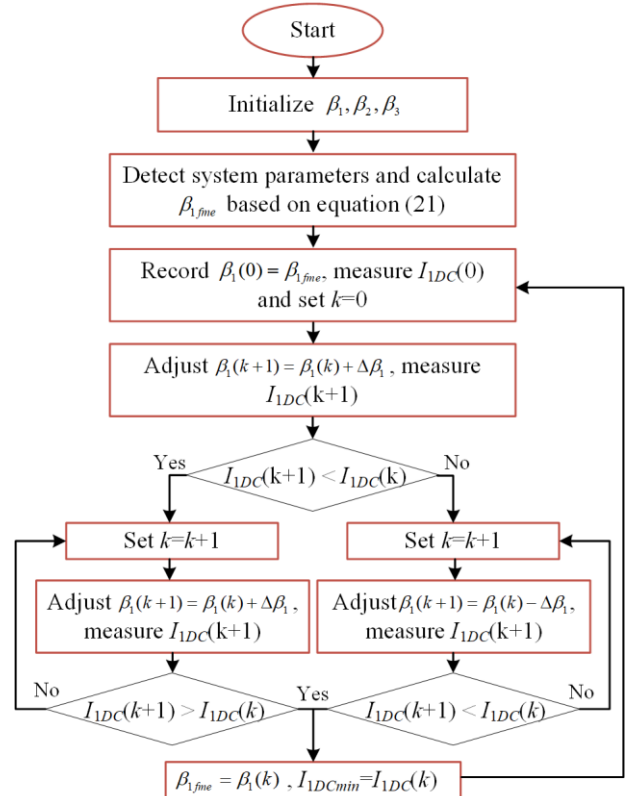 Start
Initialize β₁, β₂, β₃
Detect system parameters and calculate
β₁fme based on equation (21)
Record β₁(0) = β₁fme, measure I₁DC(0)
and set k=0
Adjust β₁(k+1) = β₁(k) + Δβ₁ , measure
I₁DC(k+1)
Yes
I₁DC(k+1) < I₁DC(k)
No
Set k=k+1
Set k=k+1
Adjust β₁(k+1) = β₁(k) + Δβ₁ ,
measure I₁DC(k+1)
Adjust β₁(k+1) = β₁(k) − Δβ₁,
measure I₁DC(k+1)
No
I₁DC(k+1) > I₁DC(k)
Yes
I₁DC(k+1) < I₁DC(k)
No
β₁fme = β₁(k) , I₁DCmin=I₁DC(k)